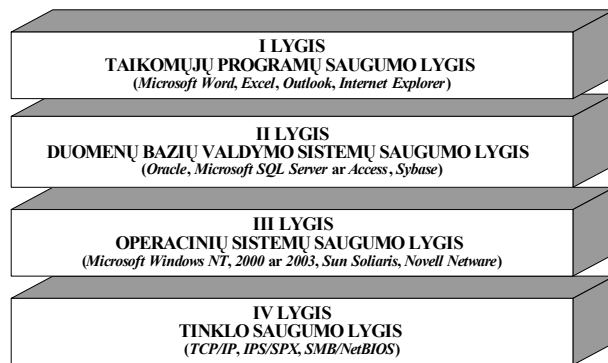 I LYGIS
TAIKOMŲJŲ PROGRAMŲ SAUGUMO LYGIS
(Microsoft Word, Excel, Outlook, Internet Explorer)
II LYGIS
DUOMENŲ BAZIŲ VALDYMO SISTEMŲ SAUGUMO LYGIS
(Oracle, Microsoft SQL Server ar Access, Sybase)
III LYGIS
OPERACINIŲ SISTEMŲ SAUGUMO LYGIS
(Microsoft Windows NT, 2000 ar 2003, Sun Soliaris, Novell Netware)
IV LYGIS
TINKLO SAUGUMO LYGIS
(TCP/IP, IPS/SPX, SMB/NetBIOS)